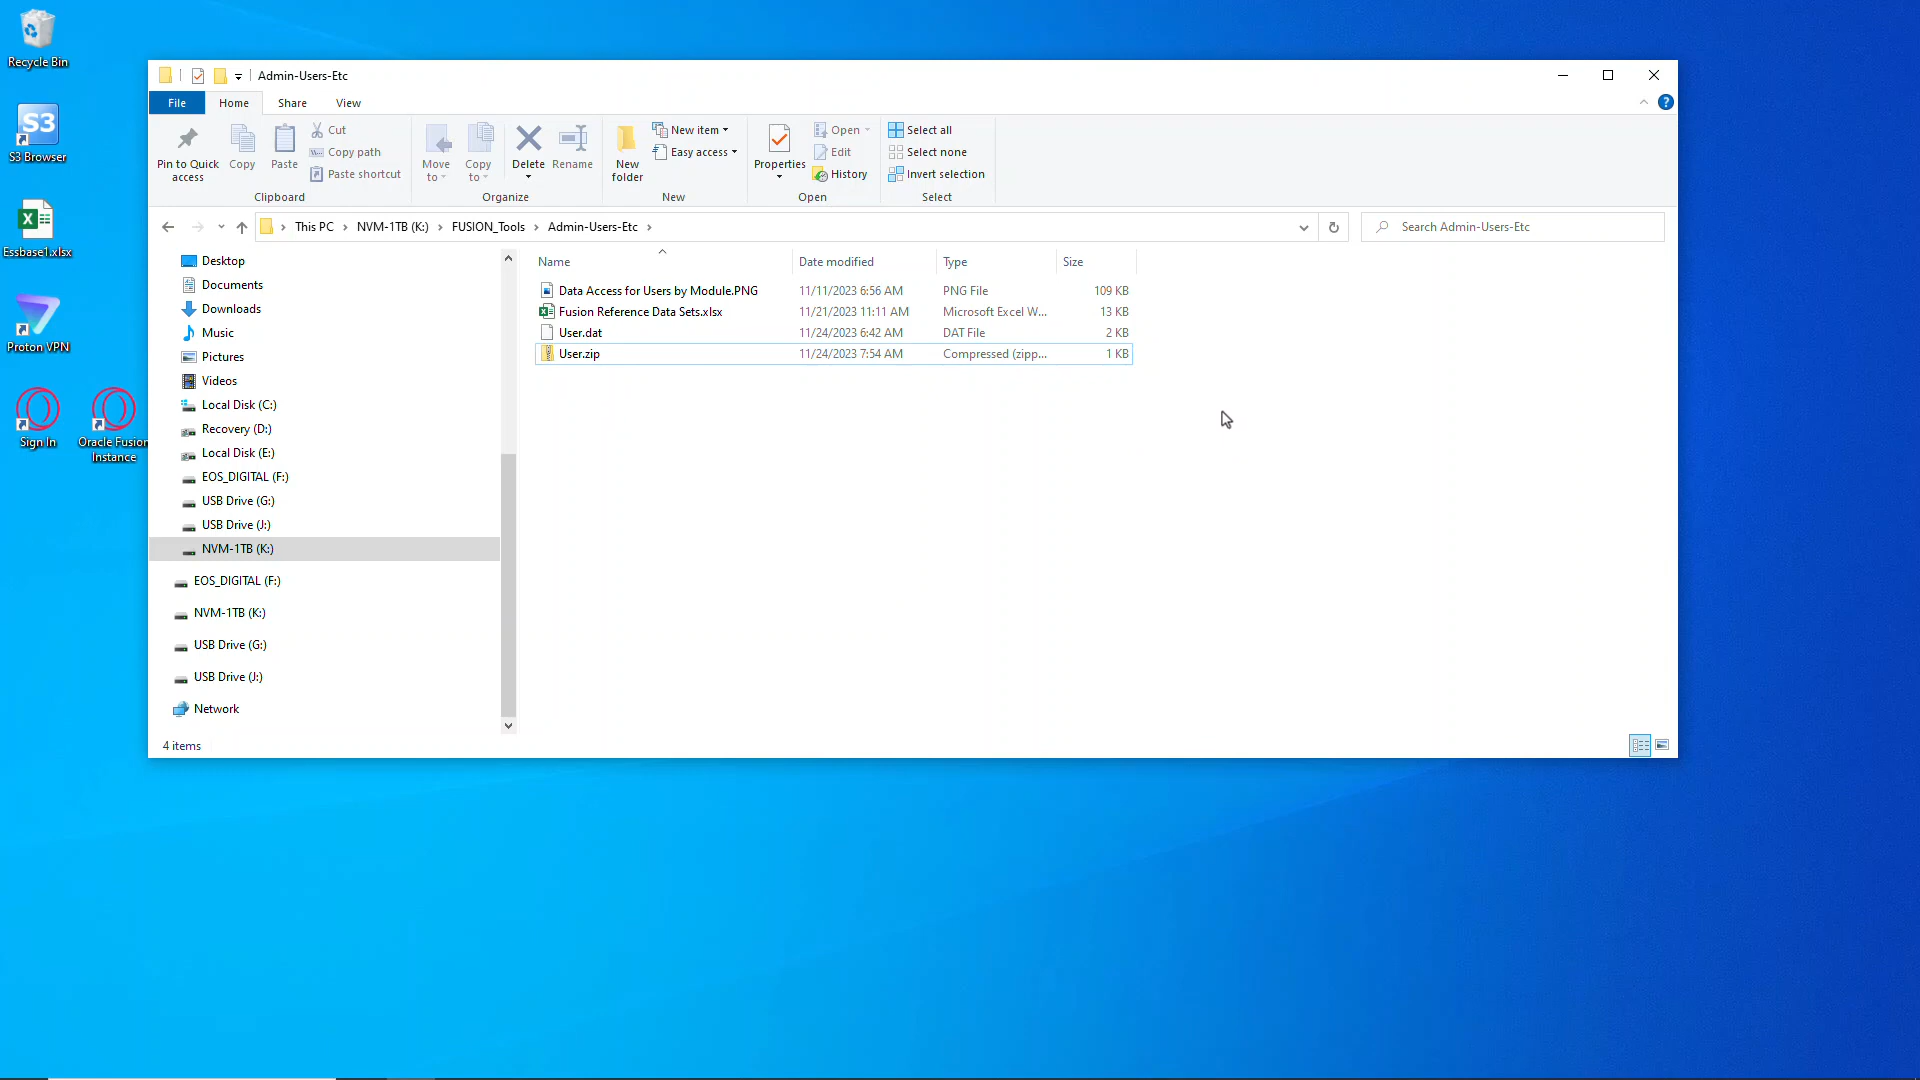 Recycle Bin
S3
S3 Browser
Essbase1.xlsx
Proton VPN
Sign In
Oracle Fusion
Instance
Admin-Users-Etc
File Home Share View
Pin to Quick
access
Copy
Paste
Cut
Copy path
Paste shortcut
Clipboard
Move
to
Copy
to
Delete
Rename
Organize
New
folder
New item
Easy access
New
Properties
Open
Edit
History
Open
Select all
Select none
Invert selection
Select
This PC > NVM-1TB (K:) > FUSION_Tools > Admin-Users-Etc >
Search Admin-Users-Etc
Desktop
Documents
Downloads
Music
Pictures
Videos
Local Disk (C:)
Recovery (D:)
Local Disk (E:)
EOS_DIGITAL (F:)
USB Drive (G:)
USB Drive (J:)
NVM-1TB (K:)
EOS_DIGITAL (F:)
NVM-1TB (K:)
USB Drive (G:)
USB Drive (J:)
Network
Name Date modified Type Size
Data Access for Users by Module.PNG 11/11/2023 6:56 AM PNG File 109 KB
Fusion Reference Data Sets.xlsx 11/21/2023 11:11 AM Microsoft Excel W... 13 KB
User.dat 11/24/2023 6:42 AM DAT File 2 KB
User.zip 11/24/2023 7:54 AM Compressed (zipp... 1 KB
4 items